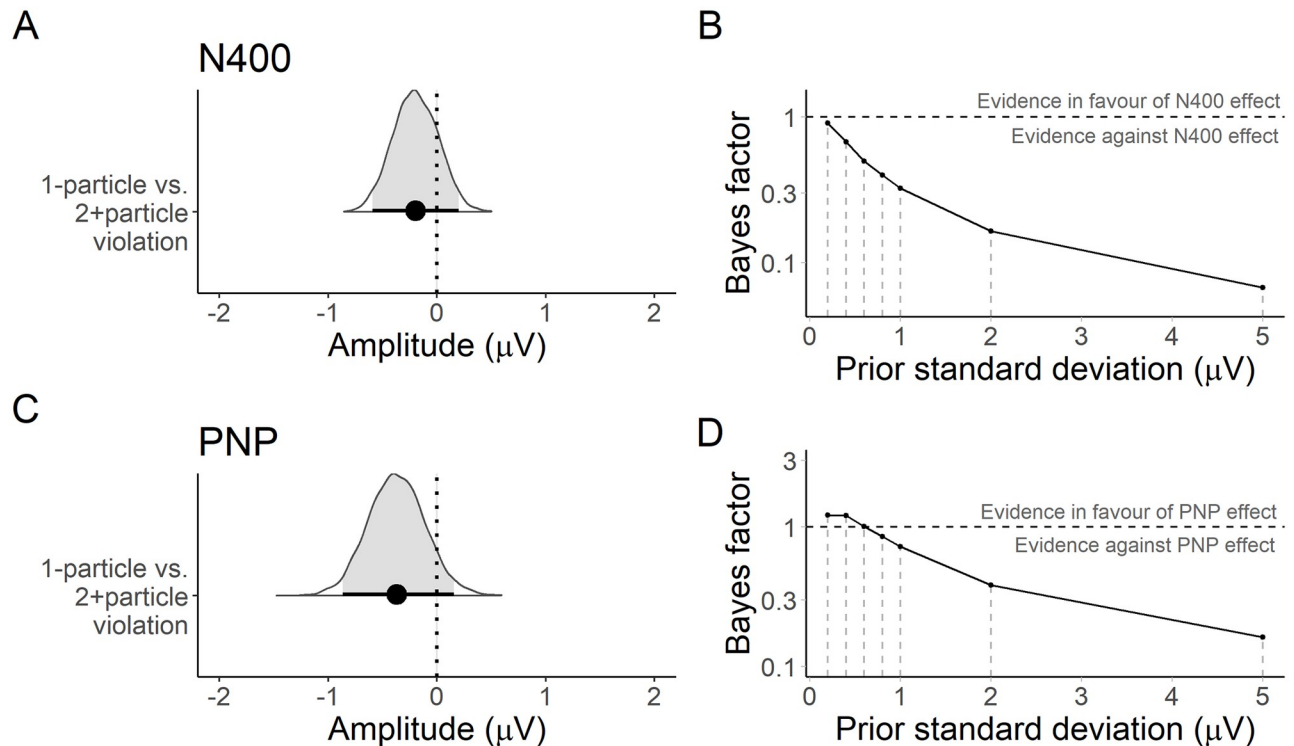 A
N400
1-particle vs.
2+particle
violation
-2 -1 0 1 2
Amplitude (μV)
B
Bayes factor
1
0.3
0.1
Evidence in favour of N400 effect
Evidence against N400 effect
0 1 2 3 4 5
Prior standard deviation (μV)
C
PNP
1-particle vs.
2+particle
violation
-2 -1 0 1 2
Amplitude (μV)
D
Bayes factor
3
1
0.3
0.1
Evidence in favour of PNP effect
Evidence against PNP effect
0 1 2 3 4 5
Prior standard deviation (μV)